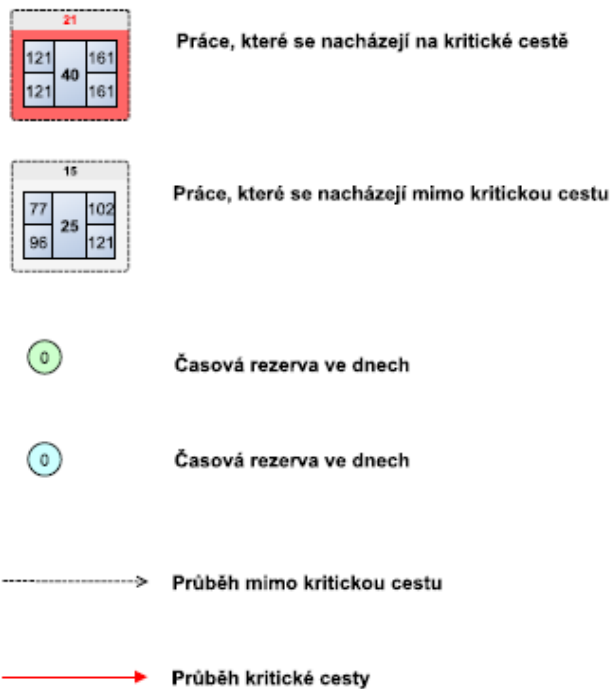 21
Práce, které se nacházejí na kritické cestě
121 40 161
121 161
15
Práce, které se nacházejí mimo kritickou cestu
77 25 102
96 121
0 Časová rezerva ve dnech
0 Časová rezerva ve dnech
Průběh mimo kritickou cestu
Průběh kritické cesty